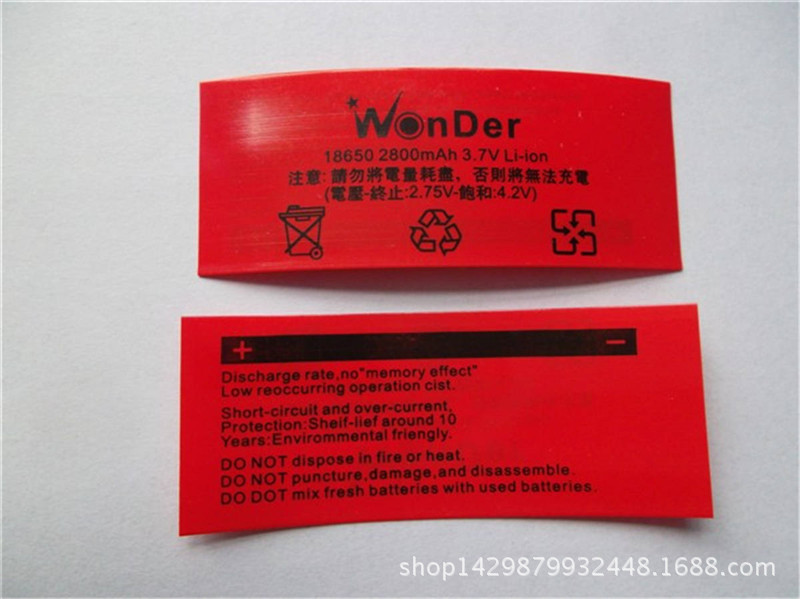 WonDer
18650 2800mAh 3.7V Li-ion
注意:請勿將電量耗盡，否則將無法充電
(電壓-終止:2.75V-飽和:4.2V)
+ −
Discharge rate,no"memory effect"
Low reoccurring operation cist.
Short-circuit and over-current,
Protection:Sheif-lief around 10
Years:Enviromental friengly.
DO NOT dispose in fire or heat.
DO NOT puncture,damage,and disassemble.
DO DOT mix fresh batteries with used batteries.
shop1429879932448.1688.com